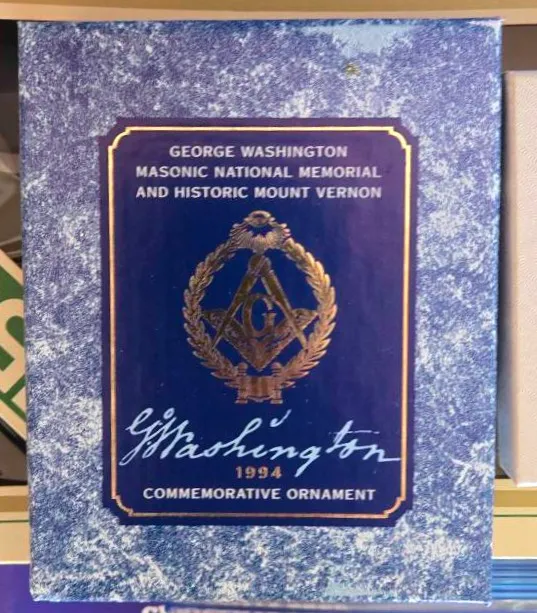 GEORGE WASHINGTON
MASONIC NATIONAL MEMORIAL
AND HISTORIC MOUNT VERNON
G
GWashington
1994
COMMEMORATIVE ORNAMENT